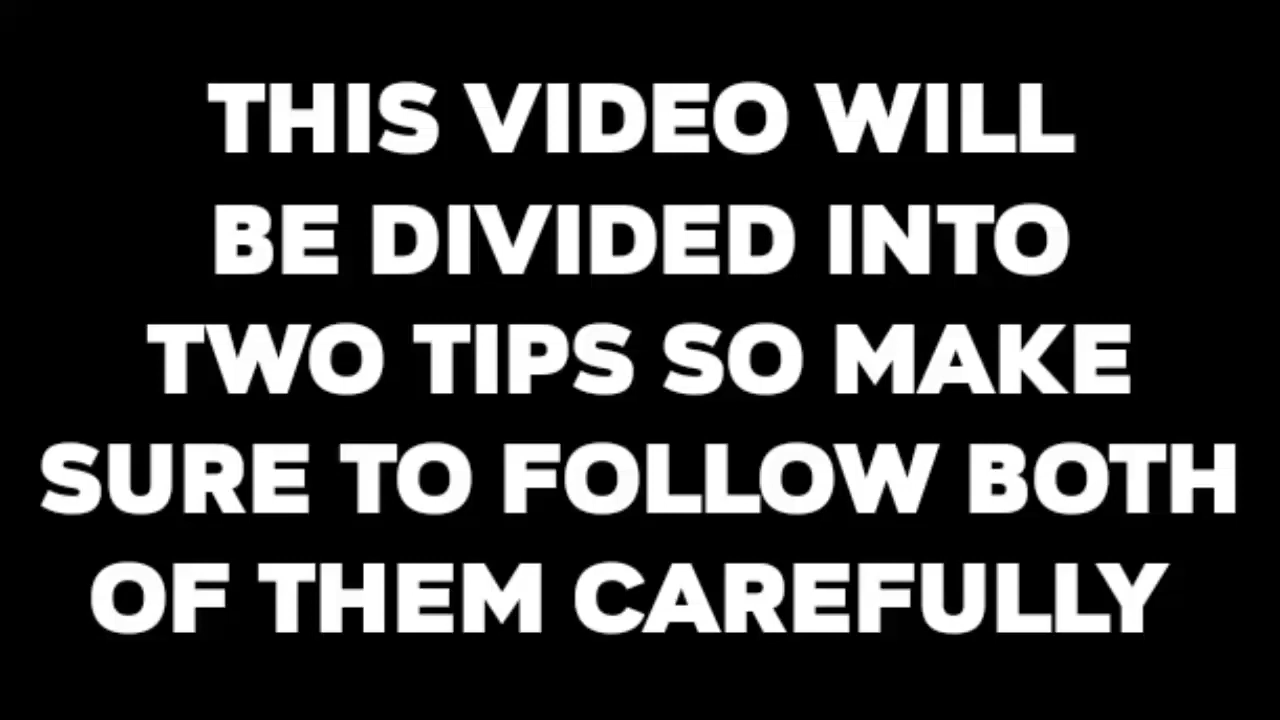 THIS VIDEO WILL
BE DIVIDED INTO
TWO TIPS SO MAKE
SURE TO FOLLOW BOTH
OF THEM CAREFULLY